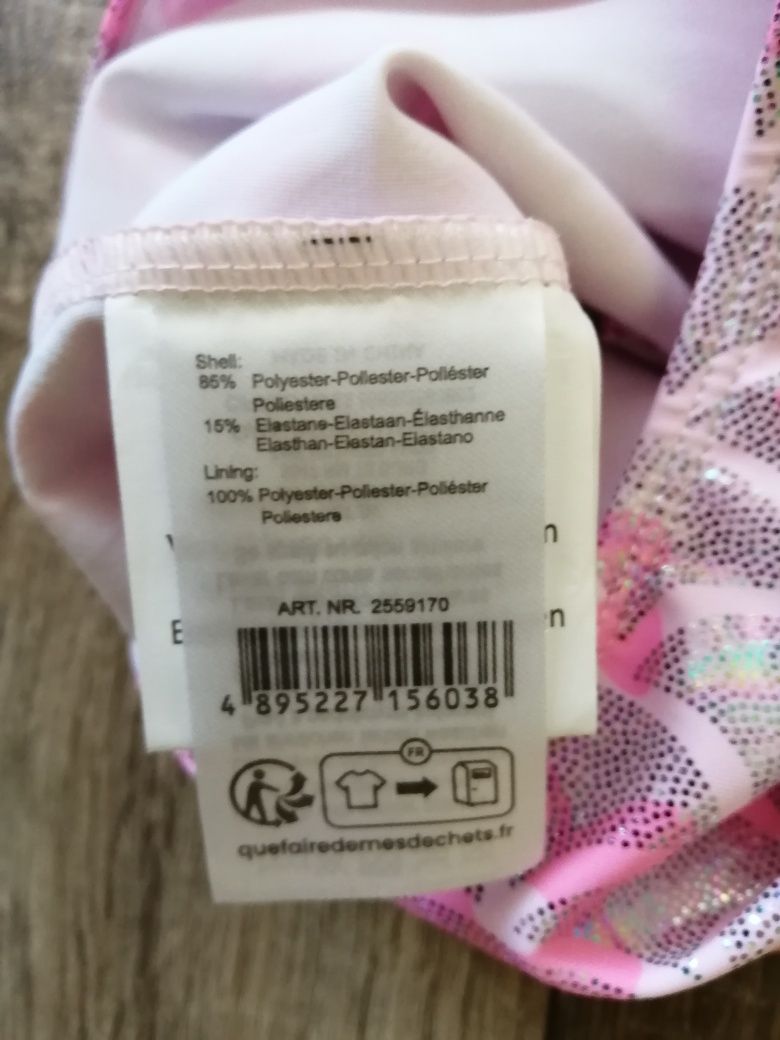 Shell:
85% Polyester-Poliester-Poliéster
Poliestere
15% Elastane-Elastaan-Élasthanne
Elasthan-Elastan-Elastano
Lining:
100% Polyester-Poliester-Poliéster
Poliestere
ART. NR. 2559170
4 895227 156038
FR
quefairedemesdechets.fr